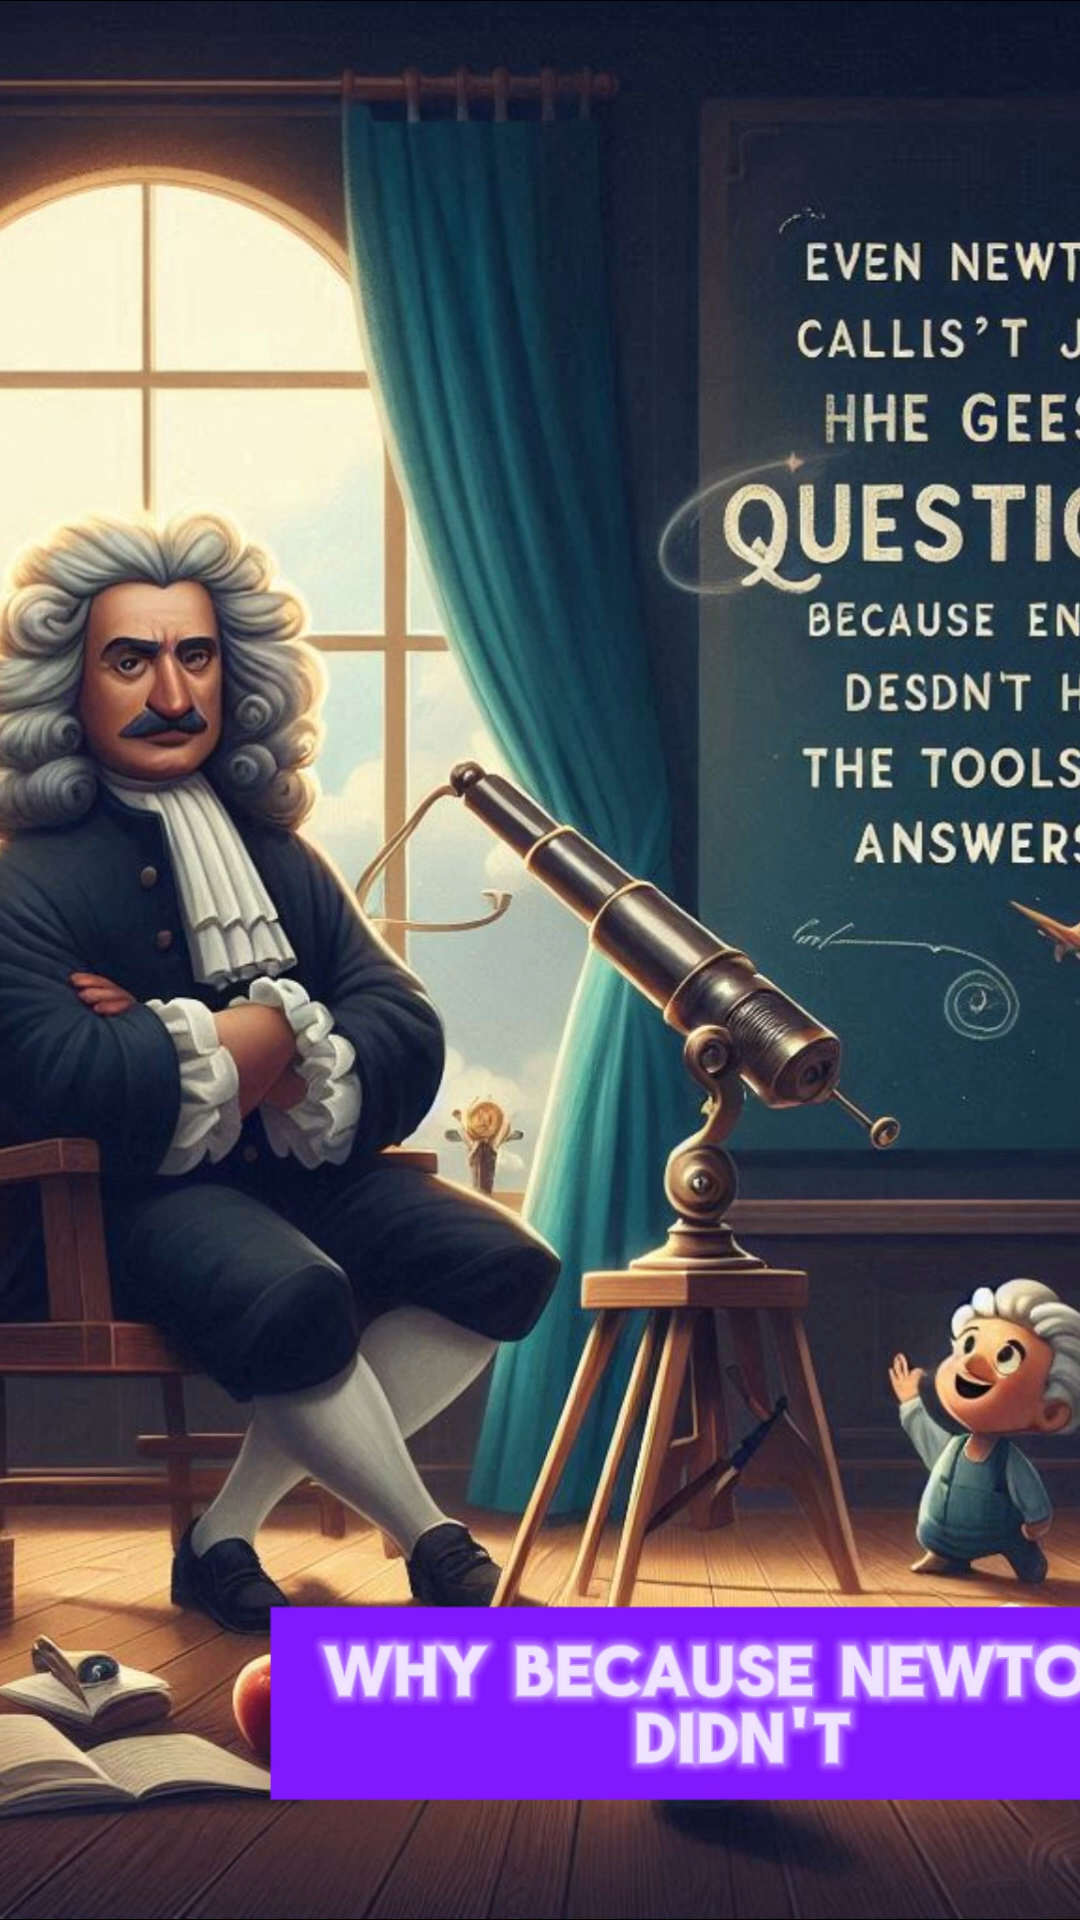 EVEN NEWT
CALLIS'T J
HHE GEES
QUESTIO
BECAUSE EN
DESDN'T H
THE TOOLS
ANSWERS
WHY BECAUSE NEWTO
DIDN'T